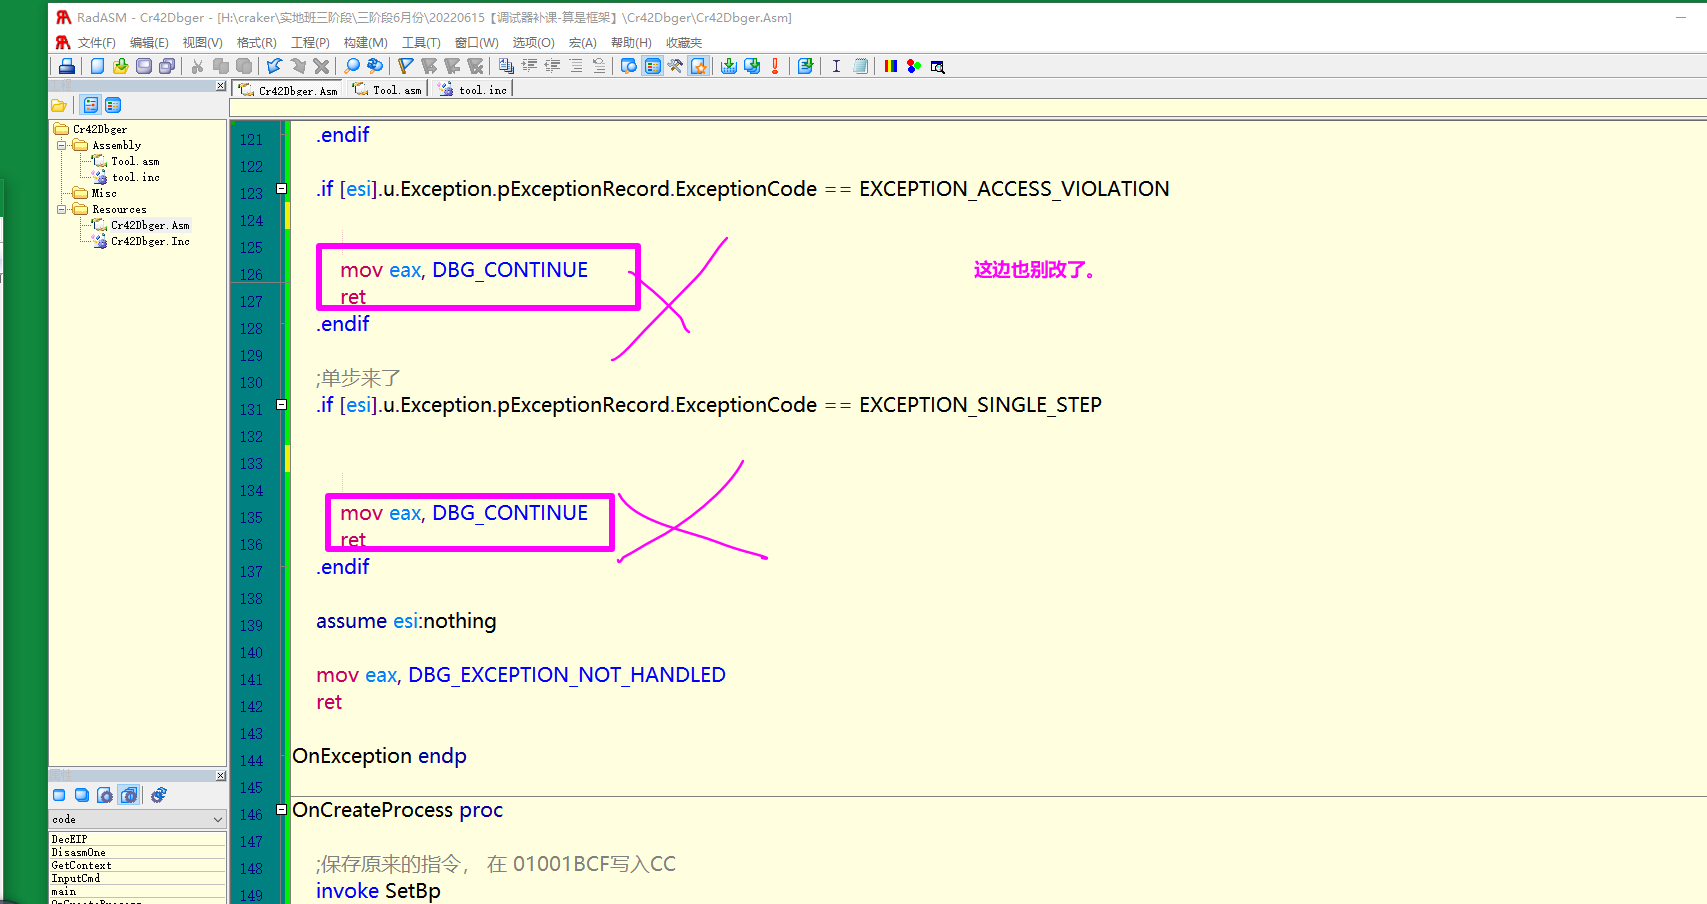 RadASM - Cr42Dbger - [H:\craker\实地班三阶段\三阶段6月份\20220615【调试器补课-算是框架】\Cr42Dbger\Cr42Dbger.Asm]
文件(F) 编辑(E) 视图(V) 格式(R) 工程(P) 构建(M) 工具(T) 窗口(W) 选项(O) 宏(A) 帮助(H) 收藏夹
Cr42Dbger.Asm Tool.asm tool.inc
Cr42Dbger
Assembly
Tool.asm
tool.inc
Misc
Resources
Cr42Dbger.Asm
Cr42Dbger.Inc
code
DecEIP
DisasmOne
GetContext
InputCmd
main
121 .endif
122
123 .if [esi].u.Exception.pExceptionRecord.ExceptionCode == EXCEPTION_ACCESS_VIOLATION
124
125
126 mov eax, DBG_CONTINUE 这边也别改了。
127 ret
128 .endif
129
130 ;单步来了
131 .if [esi].u.Exception.pExceptionRecord.ExceptionCode == EXCEPTION_SINGLE_STEP
132
133
134
135 mov eax, DBG_CONTINUE
136 ret
137 .endif
138
139 assume esi:nothing
140
141 mov eax, DBG_EXCEPTION_NOT_HANDLED
142 ret
143
144 OnException endp
145
146 OnCreateProcess proc
147
148 ;保存原来的指令， 在 01001BCF写入CC
149 invoke SetBp